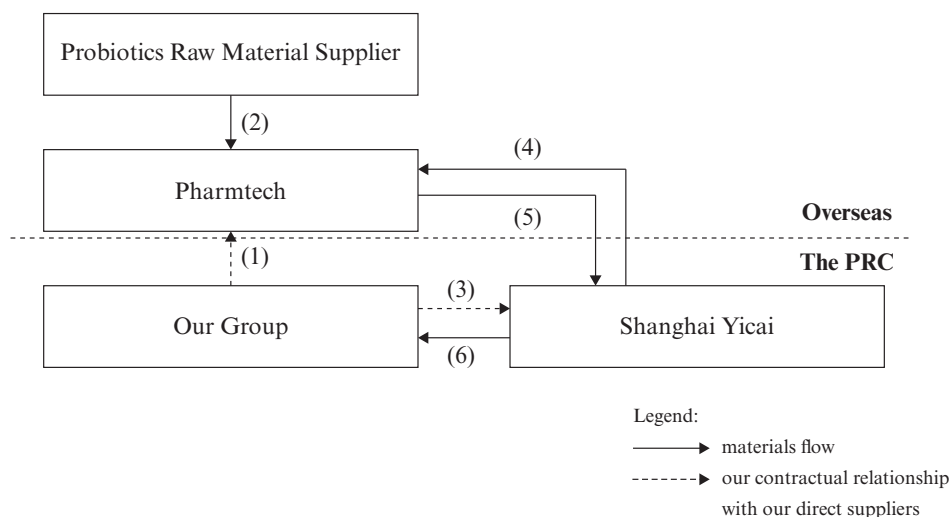 Probiotics Raw Material Supplier
(2)
(4)
Pharmtech
(5)
Overseas
(1)
The PRC
(3)
Our Group
Shanghai Yicai
(6)
Legend:
materials flow
our contractual relationship
with our direct suppliers